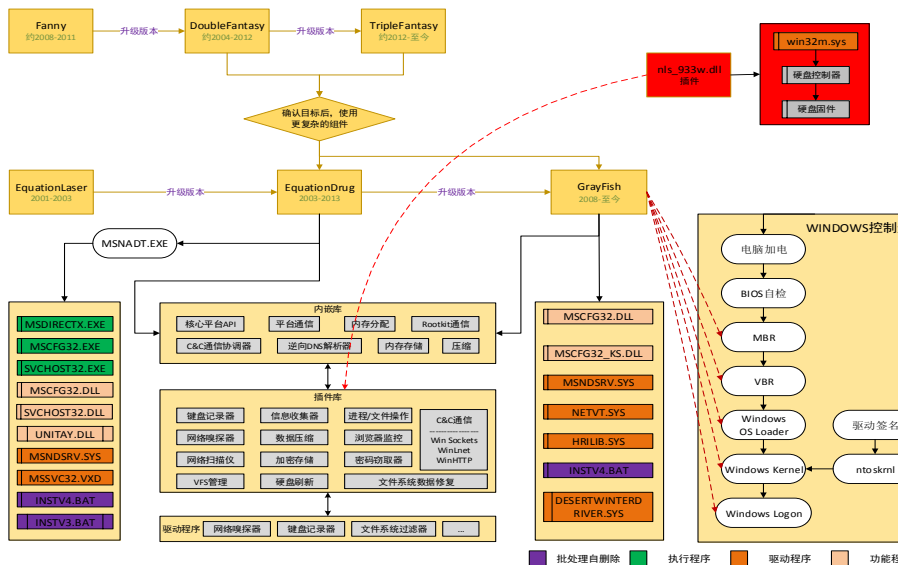 Fanny
约2008-2011
升级版本
DoubleFantasy
约2004-2012
升级版本
TripleFantasy
约2012-至今
确认目标后，使用
更复杂的组件
nls_933w.dll
插件
win32m.sys
硬盘控制器
硬盘固件
EquationLaser
2001-2003
升级版本
EquationDrug
2003-2013
升级版本
GrayFish
2008-至今
MSNADT.EXE
MSDIRECTX.EXE
MSCFG32.EXE
SVCHOST32.EXE
MSCFG32.DLL
SVCHOST32.DLL
UNITAY.DLL
MSNDSRV.SYS
MSSVC32.VXD
INSTV4.BAT
INSTV3.BAT
内嵌库
核心平台API
平台通信
内存分配
Rootkit通信
C&C通信协调器
逆向DNS解析器
内存存储
压缩
插件库
键盘记录器
信息收集器
进程/文件操作
网络嗅探器
数据压缩
浏览器监控
网络扫描仪
加密存储
密码窃取器
VFS管理
硬盘刷新
文件系统数据修复
C&C通信
Win Sockets
WinLnet
WinHTTP
驱动程序
网络嗅探器
键盘记录器
文件系统过滤器
...
MSCFG32.DLL
MSCFG32_KS.DLL
MSNDSRV.SYS
NETVT.SYS
HRILIB.SYS
INSTV4.BAT
DESERTWINTERD
RIVER.SYS
WINDOWS控制
电脑加电
BIOS自检
MBR
VBR
Windows
OS Loader
Windows Kernel
Windows Logon
驱动签名
ntoskrnl
批处理自删除
执行程序
驱动程序
功能程